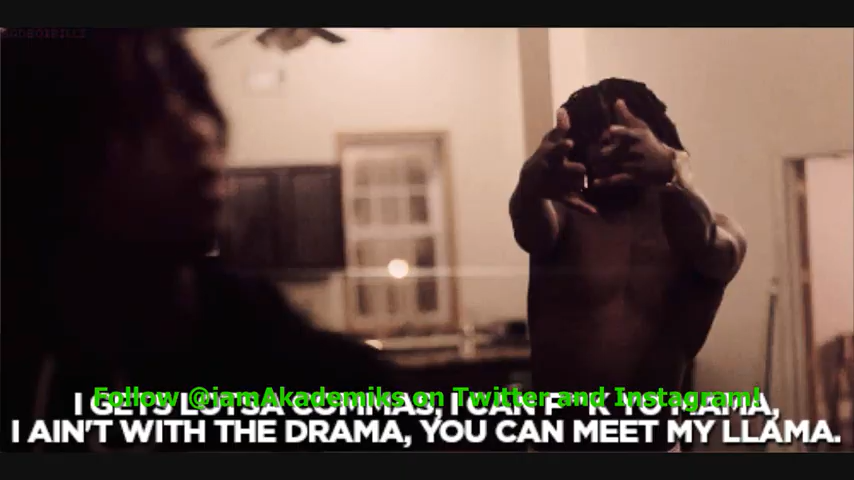 Follow @iamAkademiks on Twitter and Instagram!
I GETS LOTSA COMMAS, I CAN F**K YO MAMA,
I AIN'T WITH THE DRAMA, YOU CAN MEET MY LLAMA.